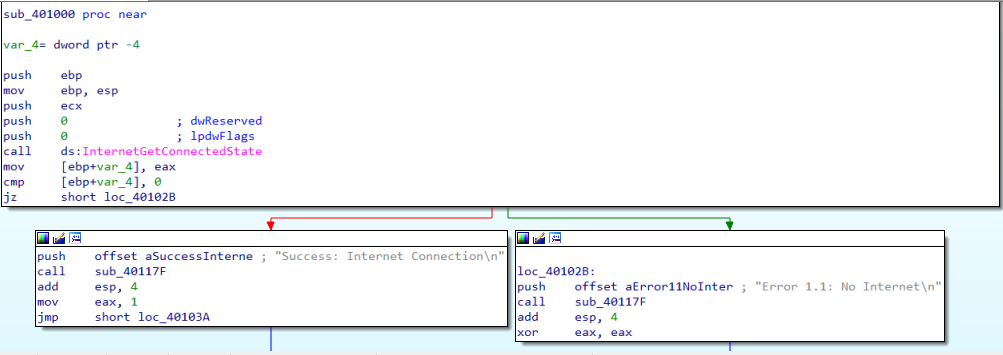 sub_401000 proc near
var_4= dword ptr -4
push    ebp
mov     ebp, esp
push    ecx
push    0               ; dwReserved
push    0               ; lpdwFlags
call    ds:InternetGetConnectedState
mov     [ebp+var_4], eax
cmp     [ebp+var_4], 0
jz      short loc_40102B
push    offset aSuccessInterne ; "Success: Internet Connection\n"
call    sub_40117F
add     esp, 4
mov     eax, 1
jmp     short loc_40103A
loc_40102B:
push    offset aError11NoInter ; "Error 1.1: No Internet\n"
call    sub_40117F
add     esp, 4
xor     eax, eax